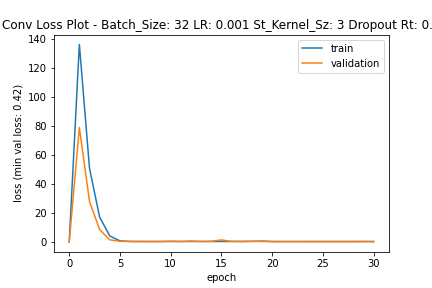 Conv Loss Plot - Batch_Size: 32 LR: 0.001 St_Kernel_Sz: 3 Dropout Rt: 0.
train
validation
loss (min val loss: 0.42)
140
120
100
80
60
40
20
0
0 5 10 15 20 25 30
epoch